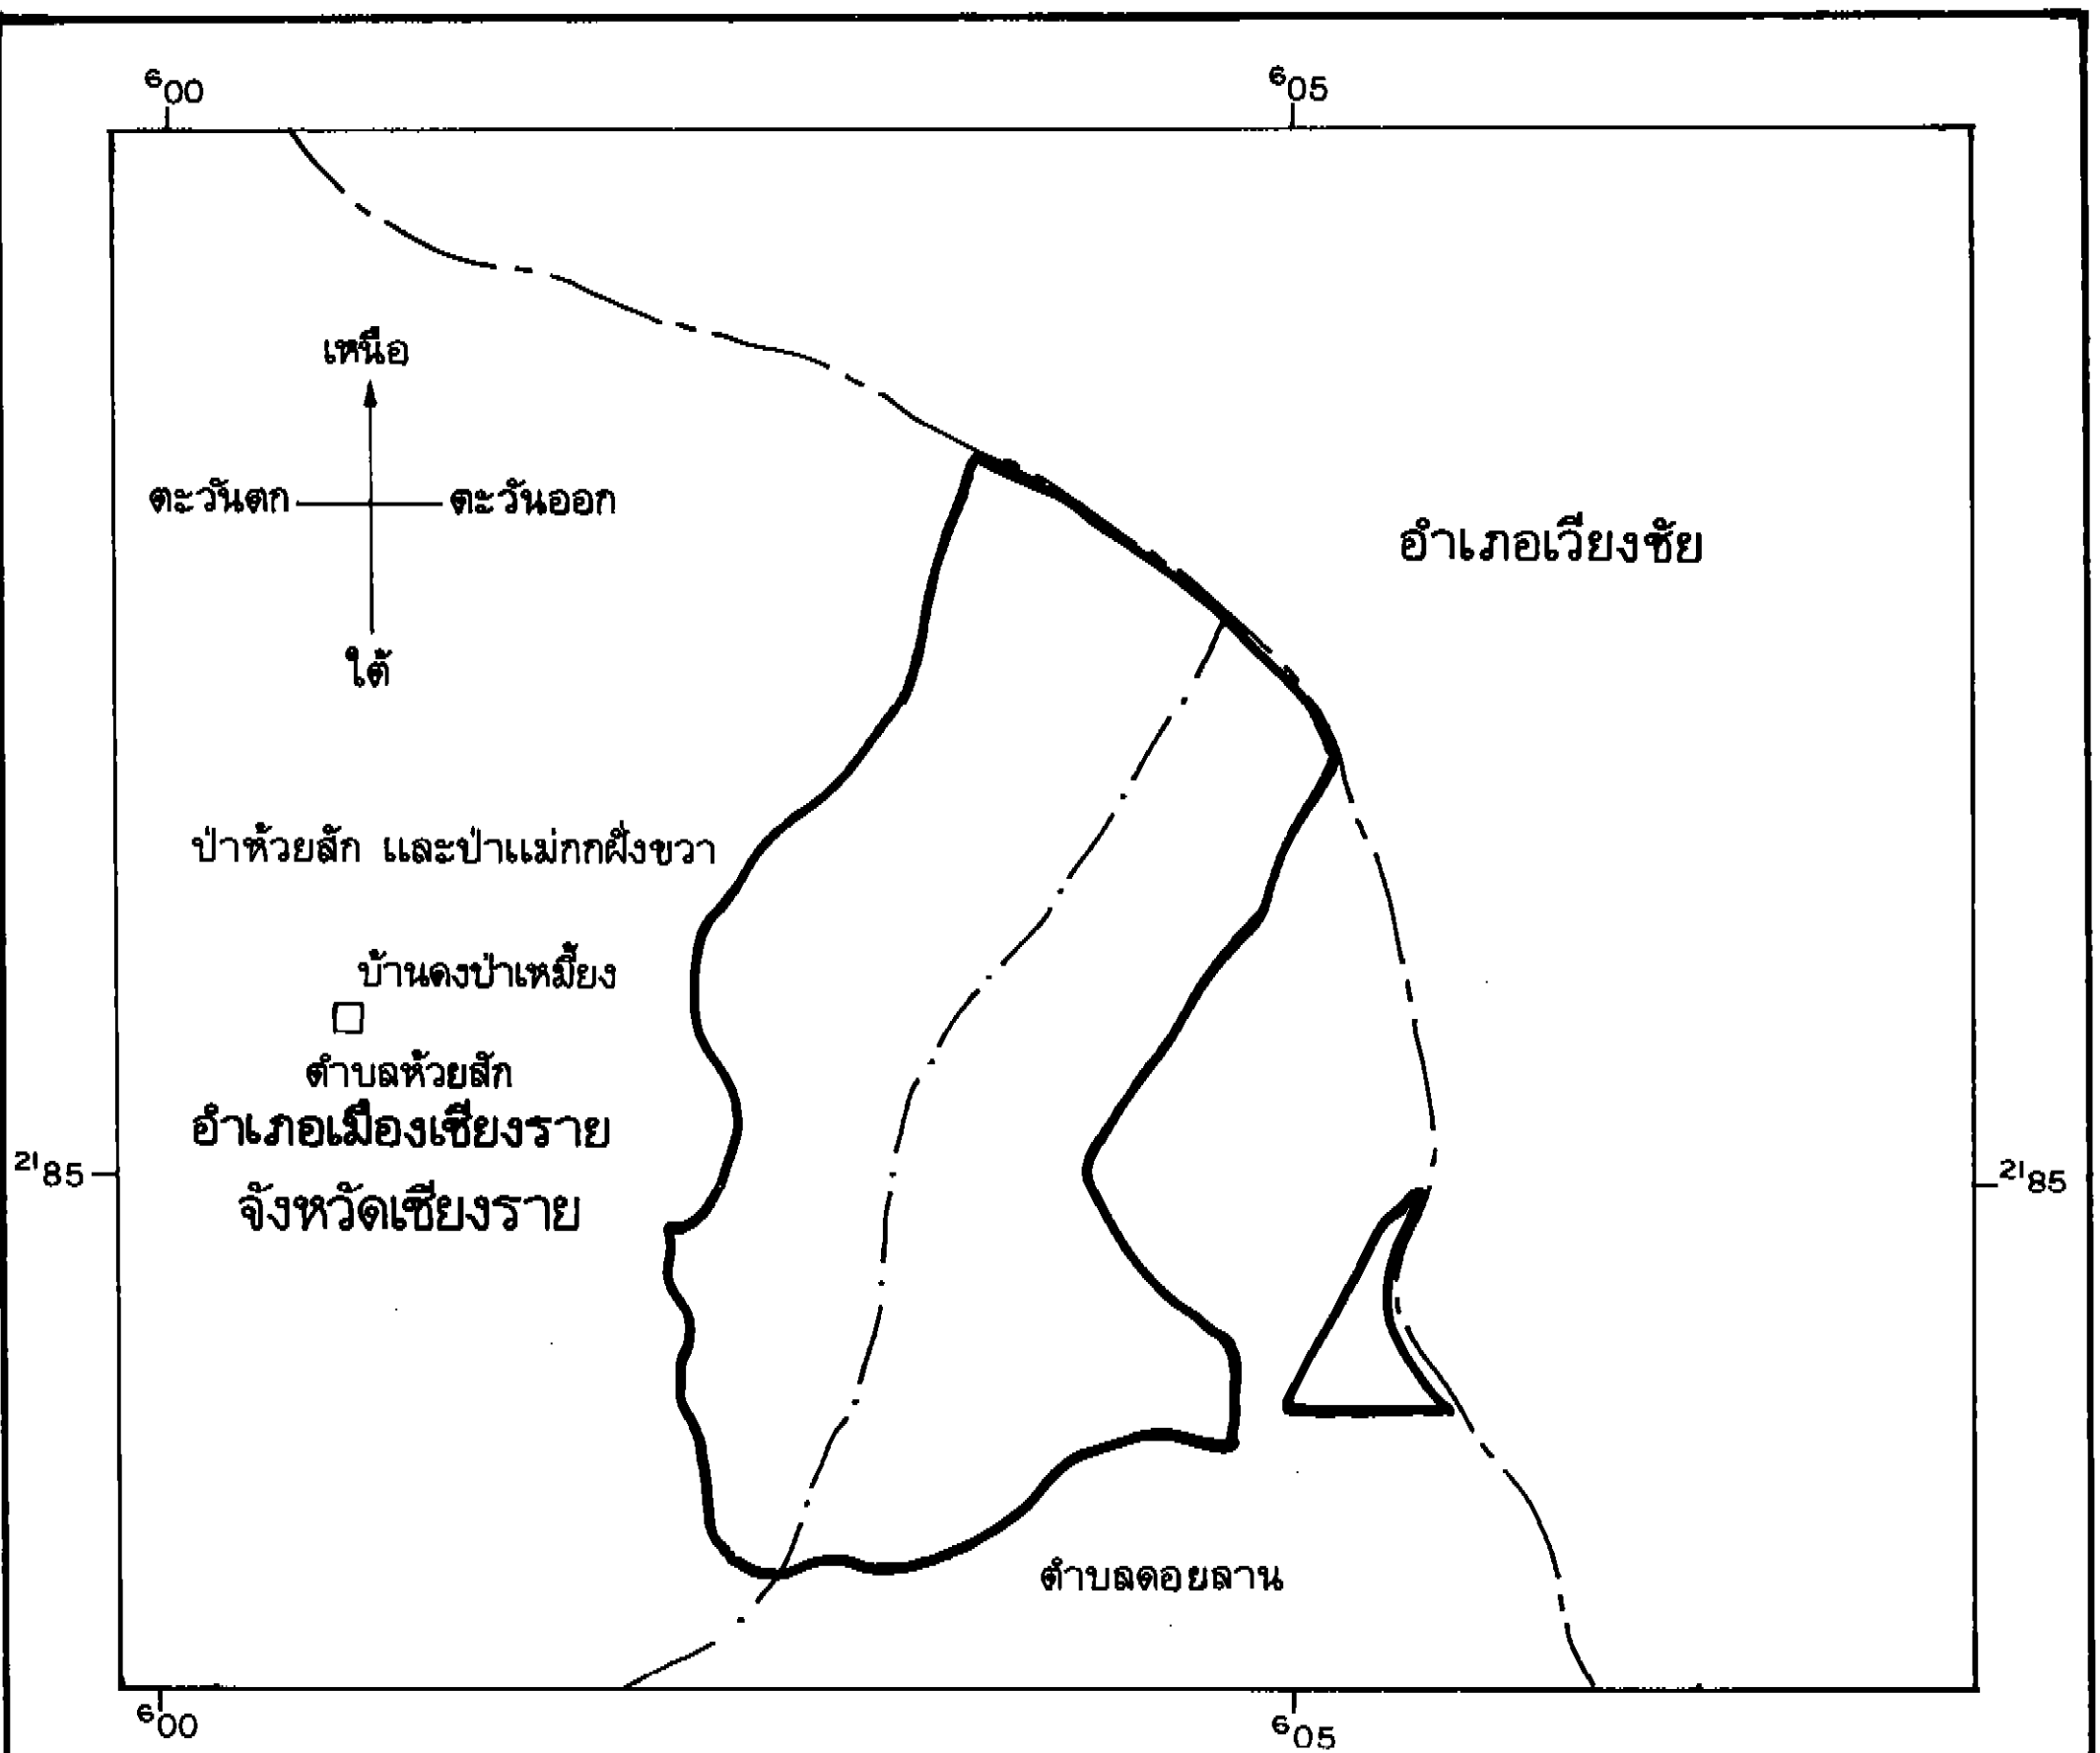 600 605
เหนือ
ตะวันตก ตะวันออก
อำเภอเวียงชัย
ใต้
ป่าห้วยสัก และป่าแม่กกฝั่งขวา
บ้านดงป่าเหมี้ยง
ตำบลห้วยสัก
อำเภอเมืองเชียงราย
2185 2185
จังหวัดเชียงราย
ตำบลดอยลาน
600 605